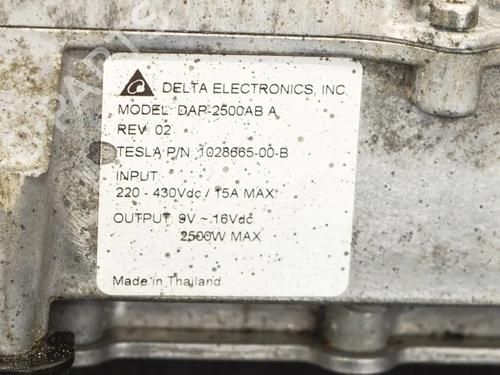 DELTA ELECTRONICS, INC.
MODEL: DAP-2500AB A
REV: 02
TESLA P/N: 1028665-00-B
INPUT:
220 - 430Vdc / 15A MAX
OUTPUT: 9V ~ 16Vdc
2500W MAX
Made in Thailand